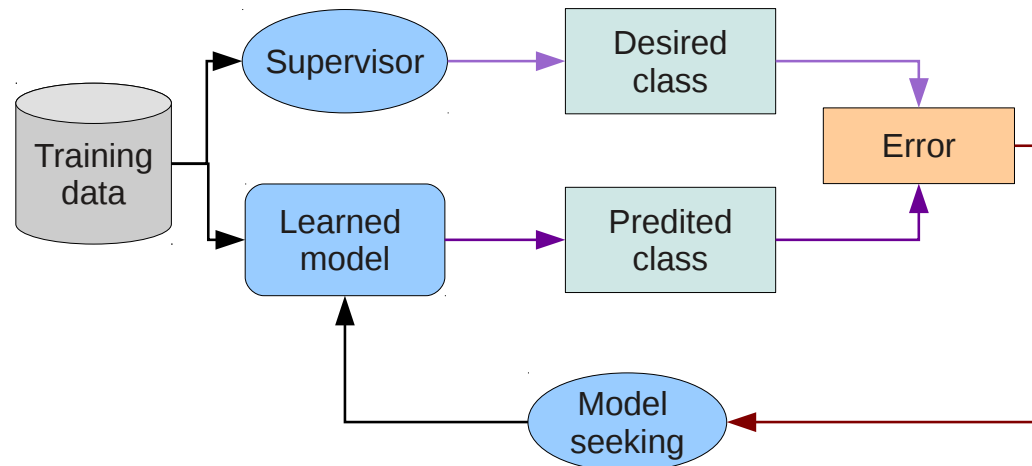 Supervisor
Desired
class
Training
data
Error
Learned
model
Predited
class
Model
seeking